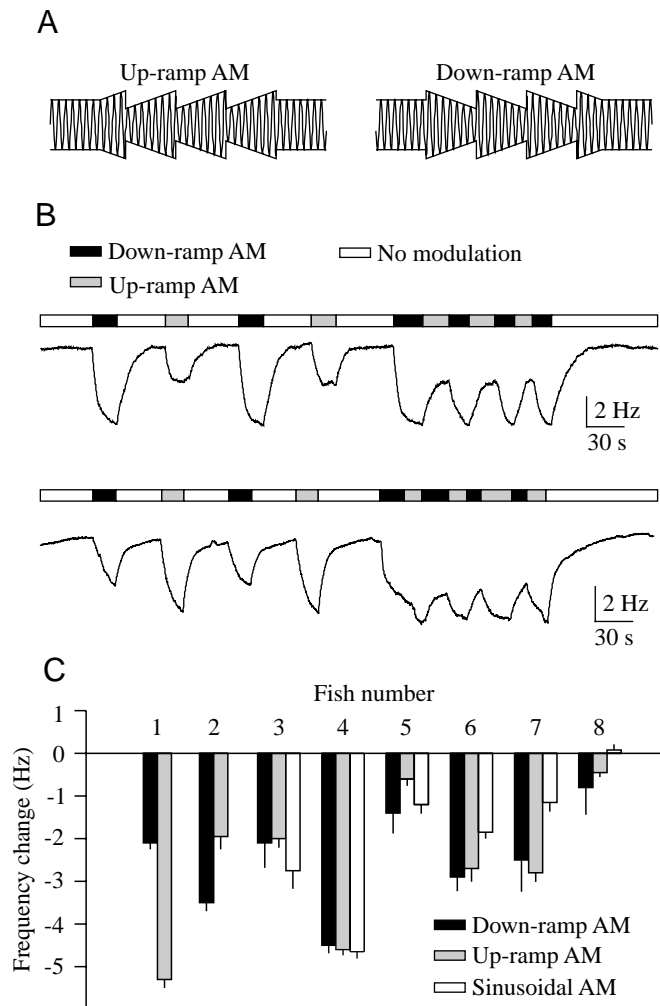 A
Up-ramp AM
Down-ramp AM
B
Down-ramp AM
No modulation
Up-ramp AM
2 Hz
30 s
2 Hz
30 s
C
Fish number
1 2 3 4 5 6 7 8
Frequency change (Hz)
1
0
-1
-2
-3
-4
-5
Down-ramp AM
Up-ramp AM
Sinusoidal AM